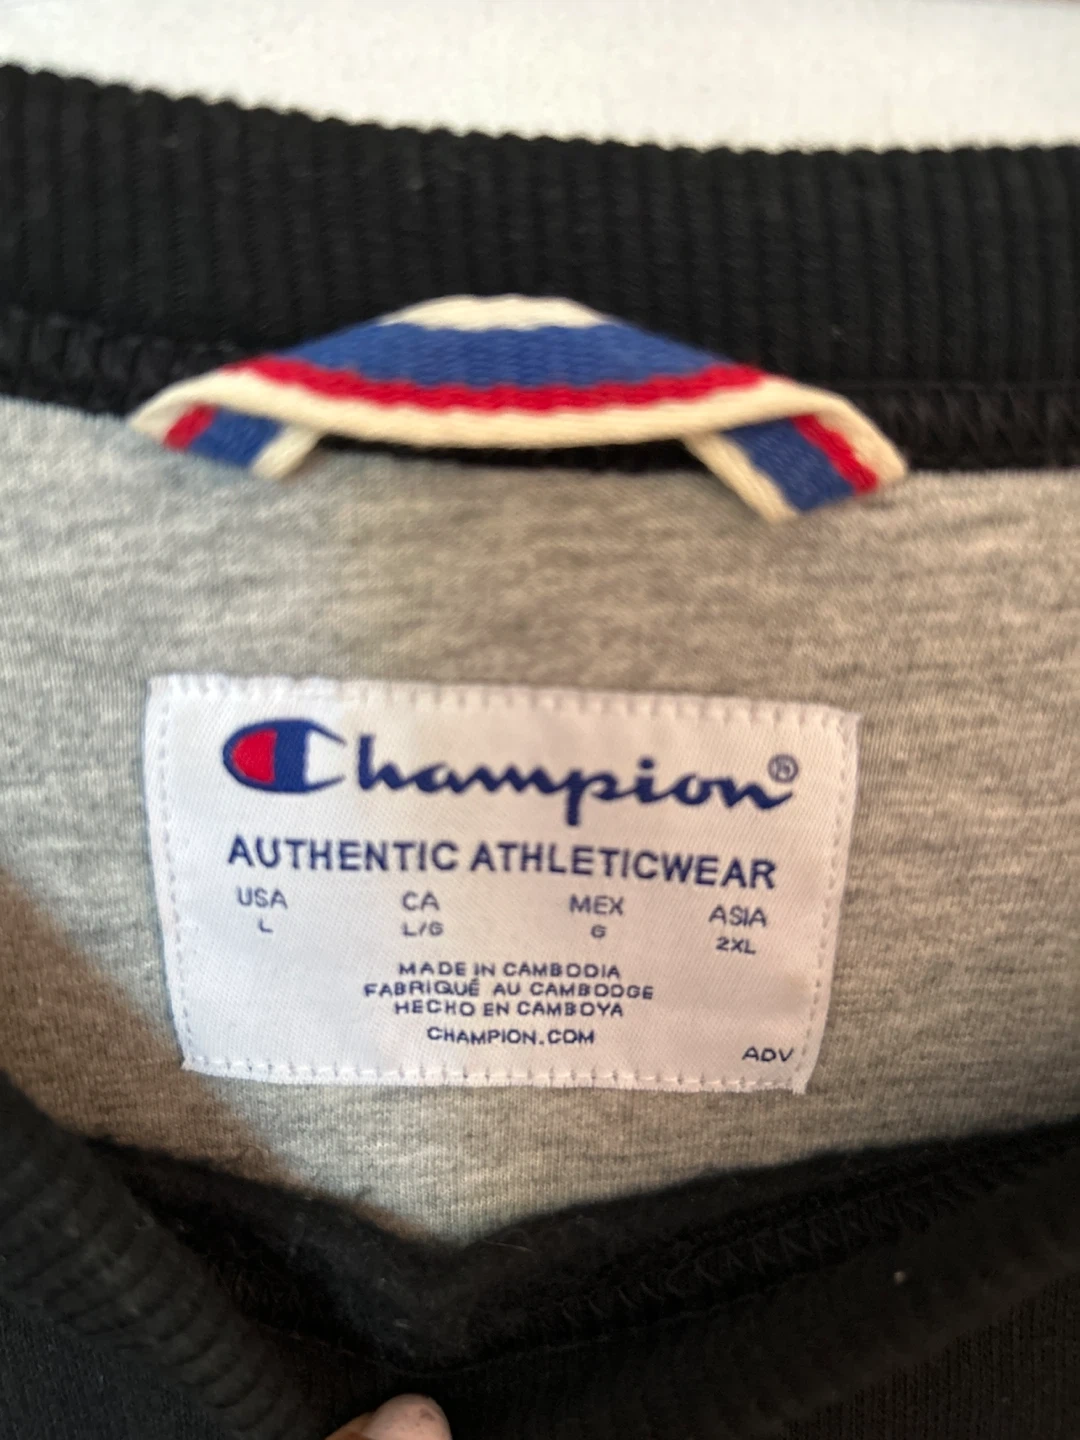 Champion®
AUTHENTIC ATHLETICWEAR
USA CA MEX ASIA
L L/G G 2XL
MADE IN CAMBODIA
FABRIQUÉ AU CAMBODGE
HECHO EN CAMBOYA
CHAMPION.COM
ADV